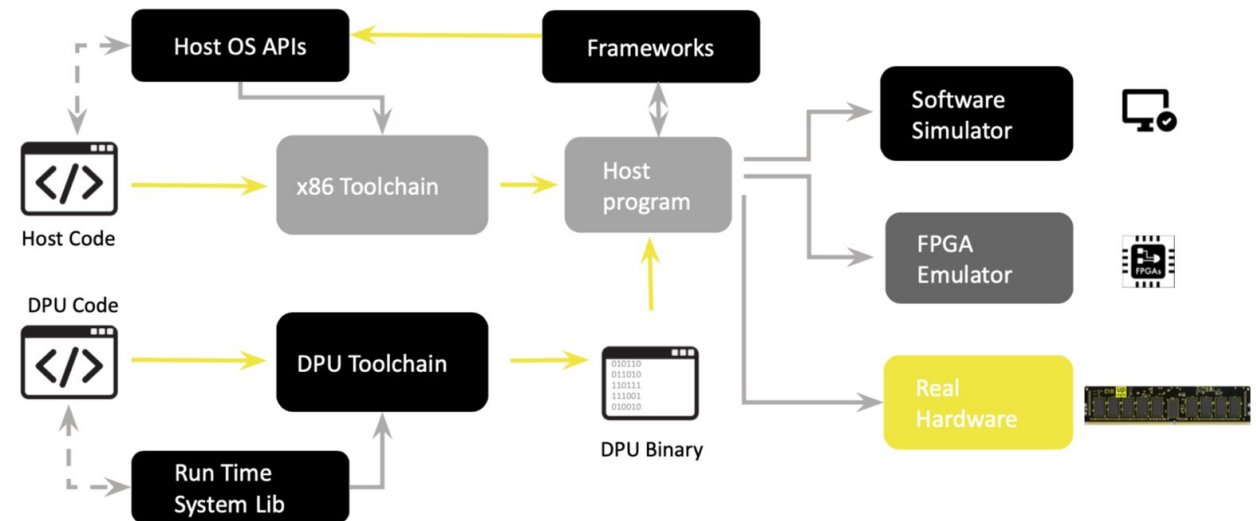 Host OS APIs
Frameworks
Software
Simulator
</>
x86 Toolchain
Host
program
Host Code
FPGA
Emulator
FPGAs
DPU Code
</>
DPU Toolchain
010110
011010
110111
111001
010010
Real
Hardware
DPU Binary
Run Time
System Lib